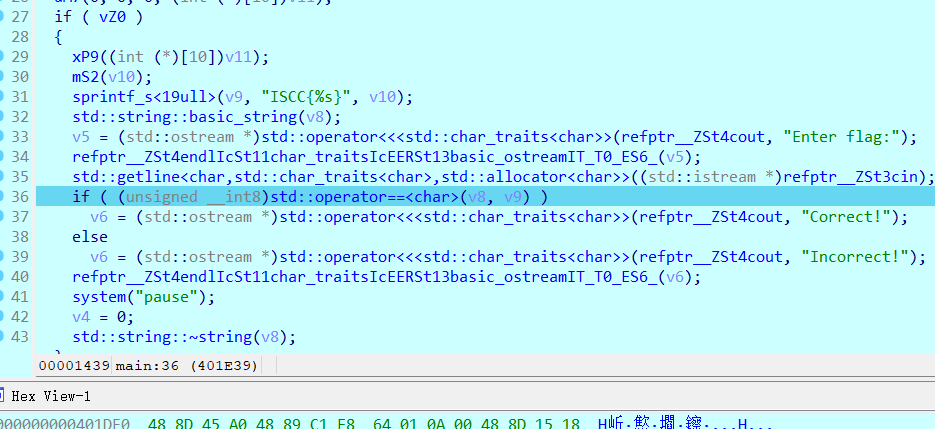 27 if ( vZ0 )
28 {
29 xP9((int (*)[10])v11);
30 mS2(v10);
31 sprintf_s<19ull>(v9, "ISCC{%s}", v10);
32 std::string::basic_string(v8);
33 v5 = (std::ostream *)std::operator<<<std::char_traits<char>>(refptr__ZSt4cout, "Enter flag:");
34 refptr__ZSt4endlIcSt11char_traitsIcEERSt13basic_ostreamIT_T0_ES6_(v5);
35 std::getline<char,std::char_traits<char>,std::allocator<char>>((std::istream *)refptr__ZSt3cin);
36 if ( (unsigned __int8)std::operator==<char>(v8, v9) )
37 v6 = (std::ostream *)std::operator<<<std::char_traits<char>>(refptr__ZSt4cout, "Correct!");
38 else
39 v6 = (std::ostream *)std::operator<<<std::char_traits<char>>(refptr__ZSt4cout, "Incorrect!");
40 refptr__ZSt4endlIcSt11char_traitsIcEERSt13basic_ostreamIT_T0_ES6_(v6);
41 system("pause");
42 v4 = 0;
43 std::string::~string(v8);
00001439 main:36 (401E39)
Hex View-1
48 8D 45 A0 48 89 C1 E8 64 01 0A 00 48 8D 15 18